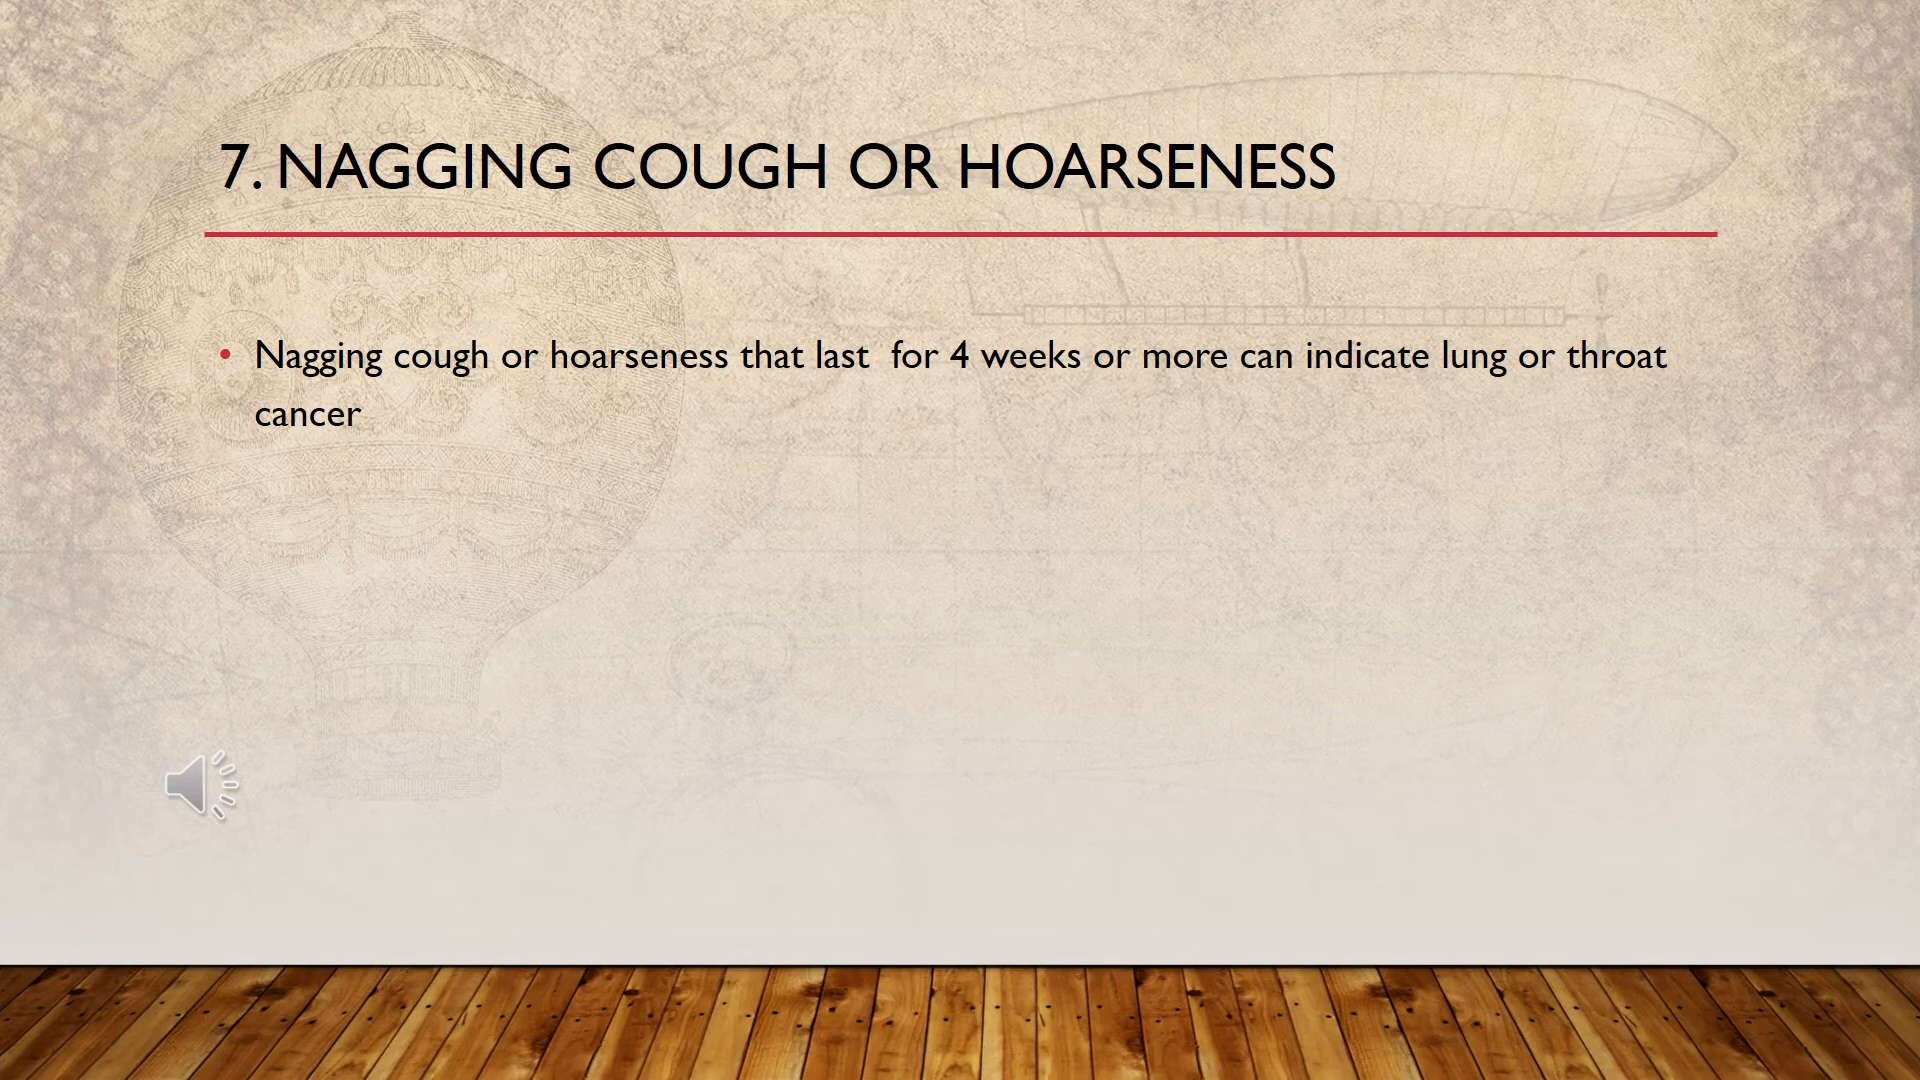 7. NAGGING COUGH OR HOARSENESS
• Nagging cough or hoarseness that last  for 4 weeks or more can indicate lung or throat
cancer